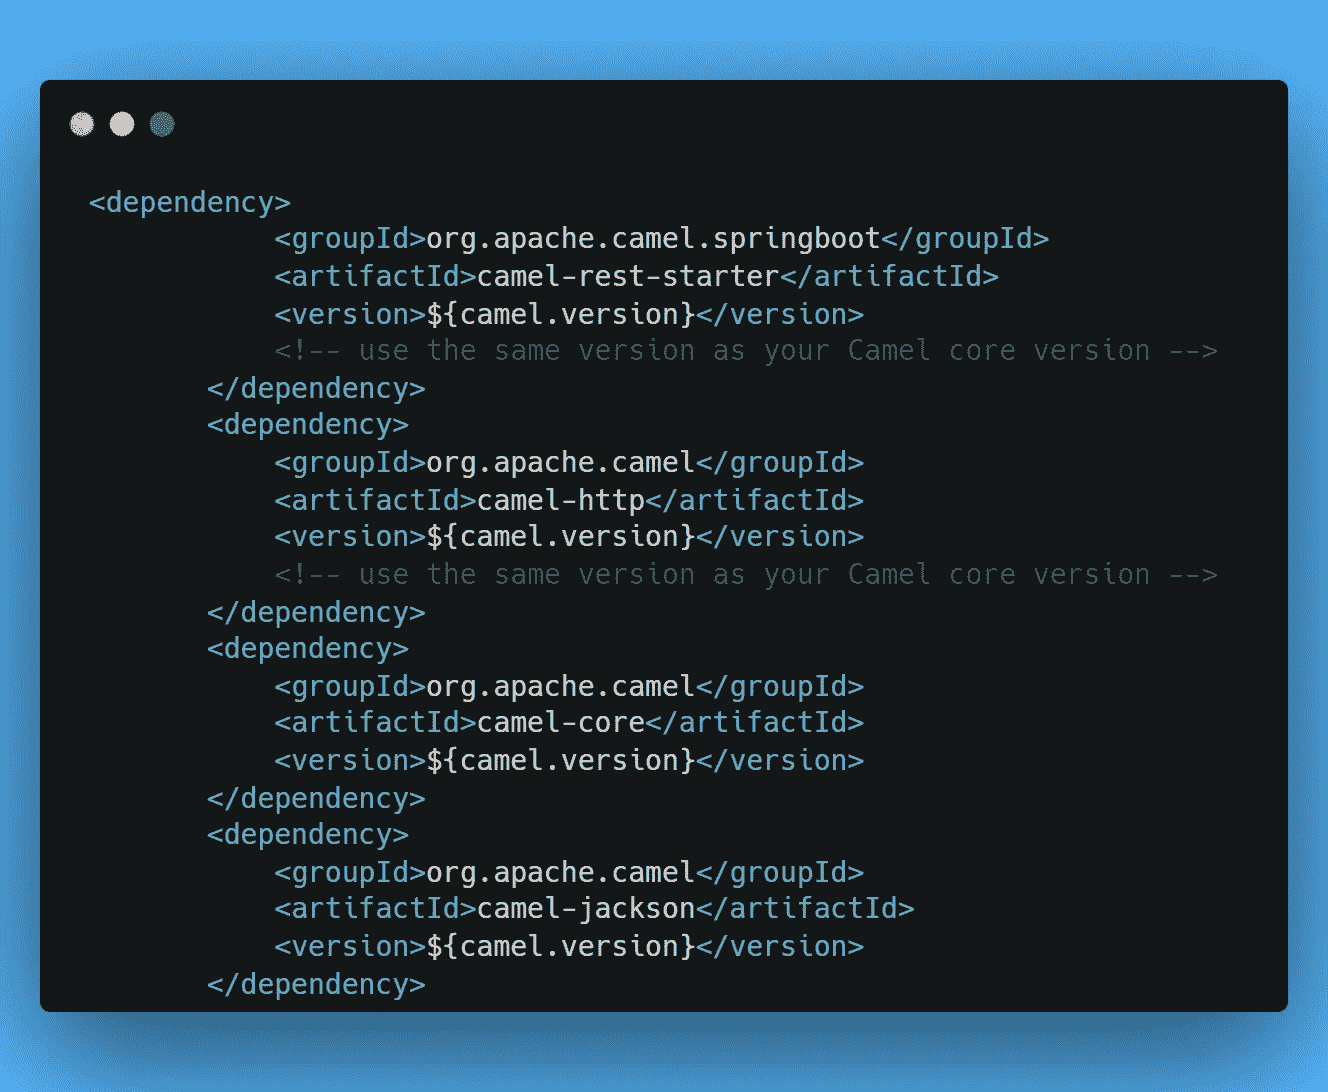 <dependency>
<groupId>org.apache.camel.springboot</groupId>
<artifactId>camel-rest-starter</artifactId>
<version>${camel.version}</version>
<!-- use the same version as your Camel core version -->
</dependency>
<dependency>
<groupId>org.apache.camel</groupId>
<artifactId>camel-http</artifactId>
<version>${camel.version}</version>
<!-- use the same version as your Camel core version -->
</dependency>
<dependency>
<groupId>org.apache.camel</groupId>
<artifactId>camel-core</artifactId>
<version>${camel.version}</version>
</dependency>
<dependency>
<groupId>org.apache.camel</groupId>
<artifactId>camel-jackson</artifactId>
<version>${camel.version}</version>
</dependency>